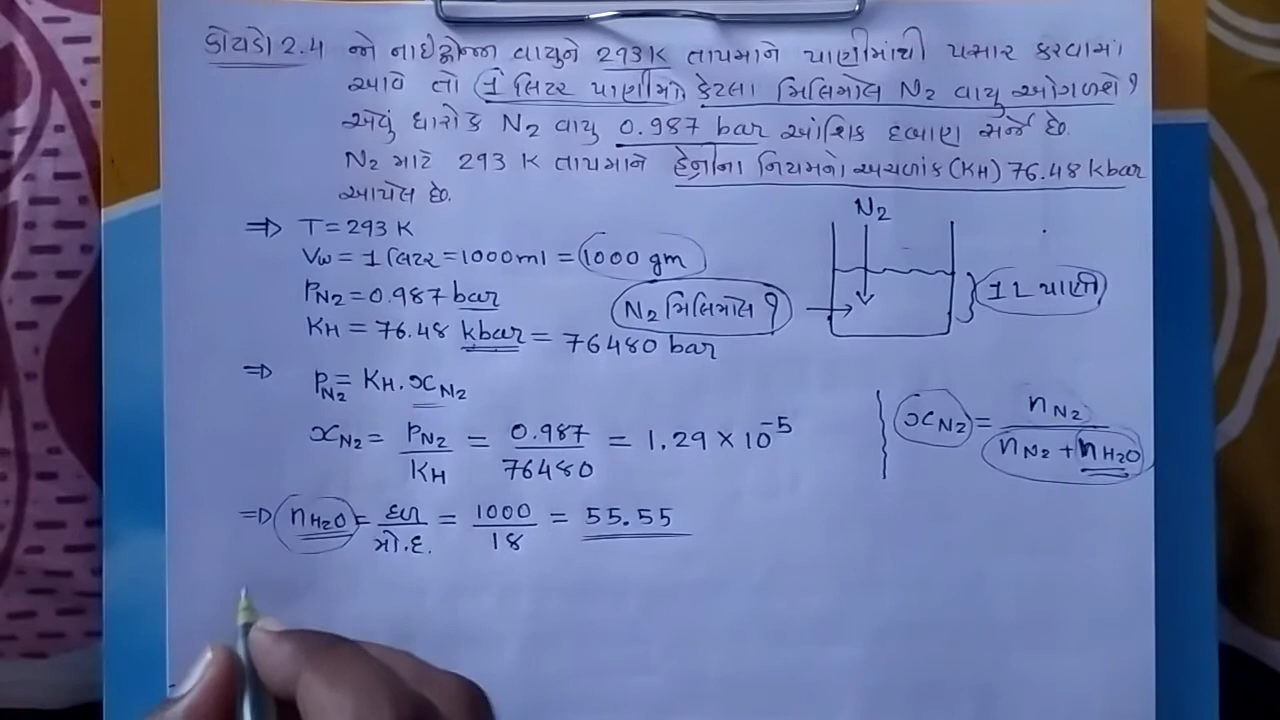 કોયડો 2.4 જો નાઇટ્રોજન વાયુને 293K તાપમાને પાણીમાંથી પસાર કરવામાં
આવે તો 1 લિટર પાણીમાં કેટલા મિલિમોલ N₂ વાયુ ઓગળશે?
એવું ધારો કે N₂ વાયુ 0.987 bar આંશિક દબાણ સર્જે છે.
N₂ માટે 293 K તાપમાને હેન્રીના નિયમનો અચળાંક (KH) 76.48 kbar
આપેલ છે.
N₂
⇒ T = 293 K
Vw = 1 લિટર = 1000ml = 1000 gm
PN₂ = 0.987 bar
N₂ મિલિમોલ ?
1 L પાણી
KH = 76.48 kbar = 76480 bar
⇒ PN₂ = KH . xN₂
xN₂ = PN₂/KH = 0.987/76480 = 1.29 × 10⁻⁵
xN₂ = nN₂/(nN₂ + nH₂O)
⇒ nH₂O = દળ/મો.દ. = 1000/18 = 55.55